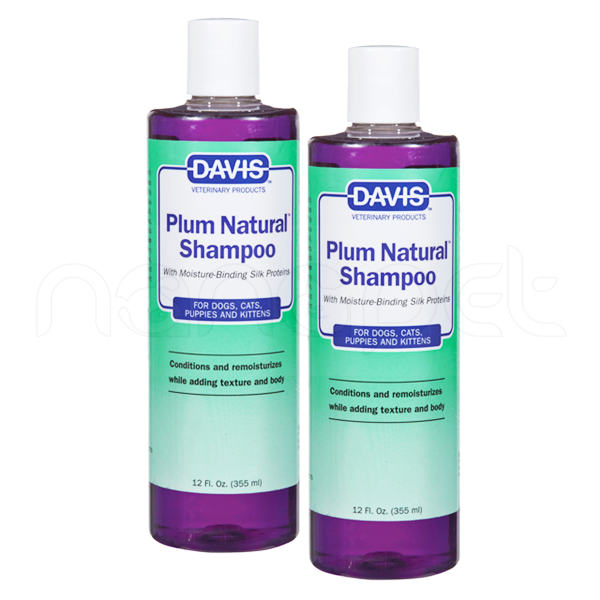 DAVIS
VETERINARY PRODUCTS
Plum Natural™
Shampoo
With Moisture-Binding Silk Proteins
FOR DOGS, CATS,
PUPPIES AND KITTENS
Conditions and remoisturizes
while adding texture and body
12 Fl. Oz. (355 ml)
DAVIS
VETERINARY PRODUCTS
Plum Natural™
Shampoo
With Moisture-Binding Silk Proteins
FOR DOGS, CATS,
PUPPIES AND KITTENS
Conditions and remoisturizes
while adding texture and body
12 Fl. Oz. (355 ml)
nanapet